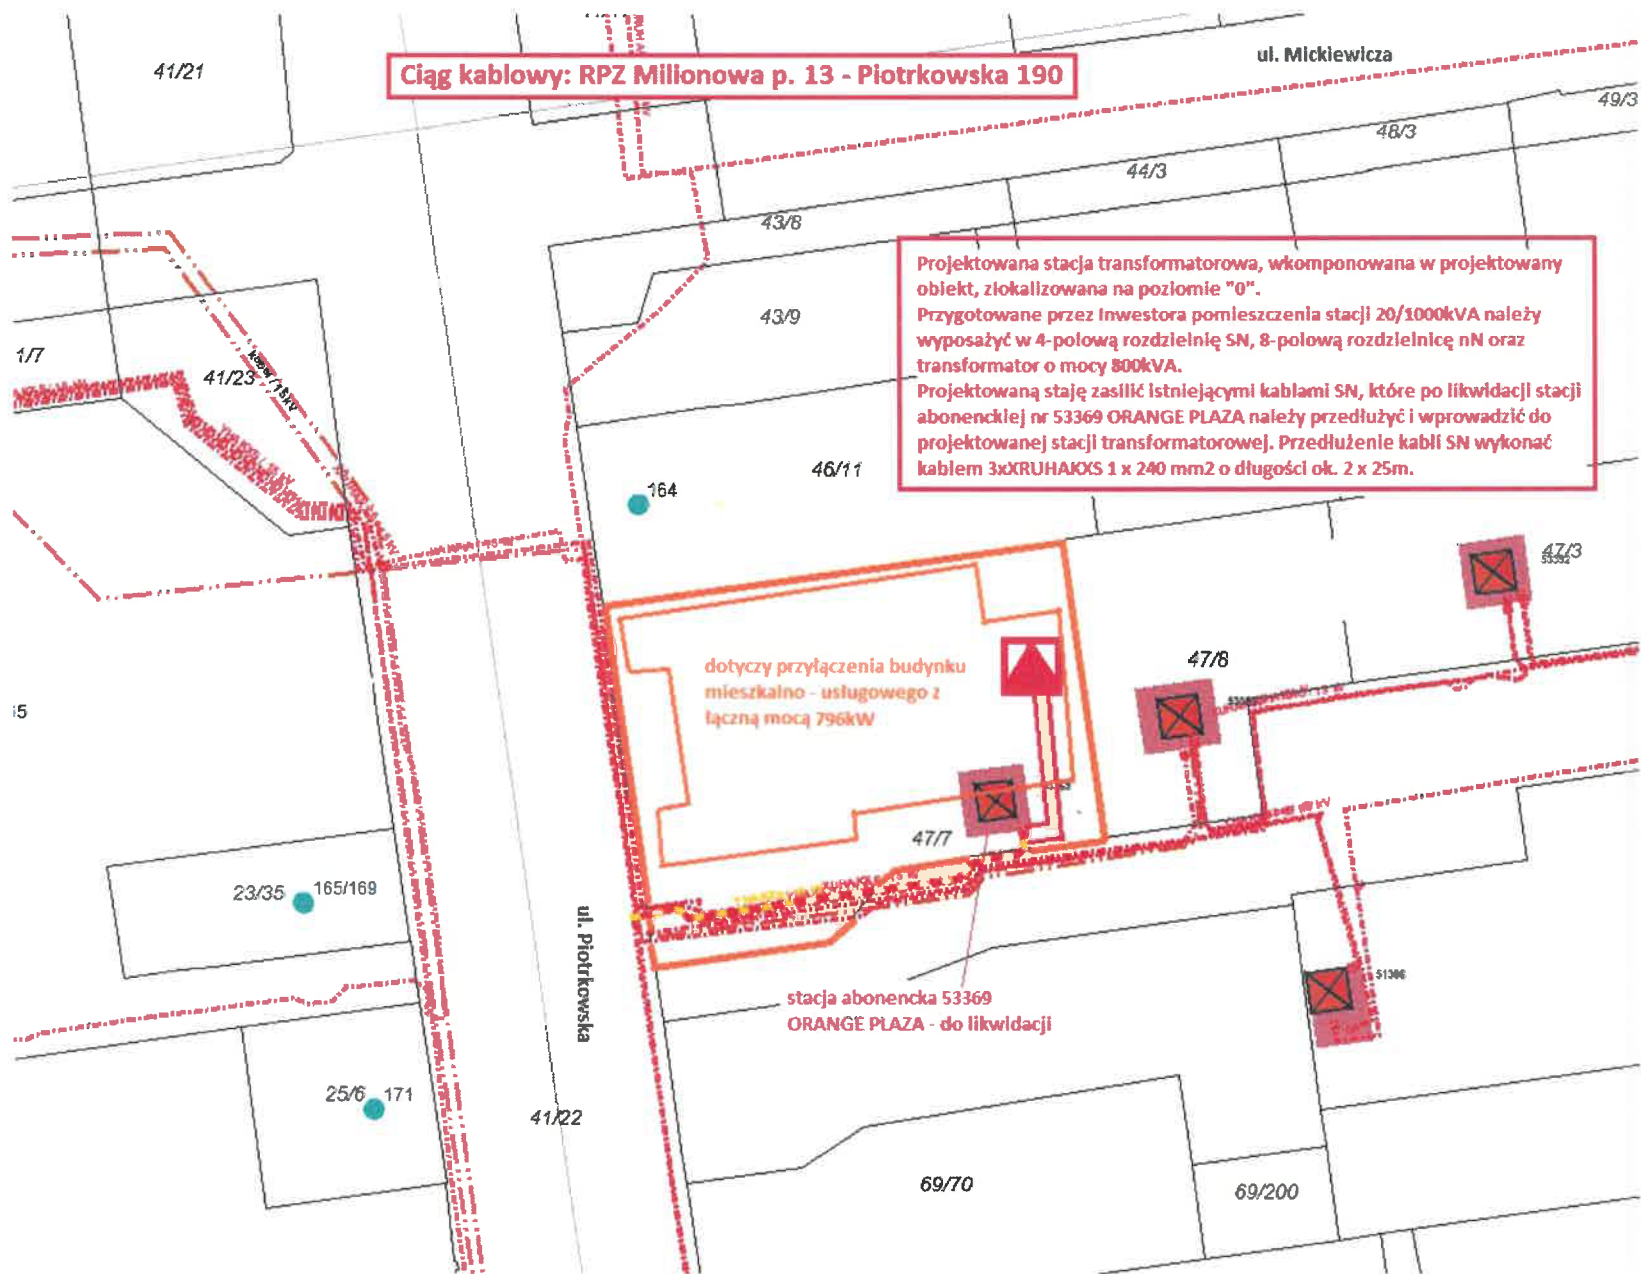 41/21
Ciąg kablowy: RPZ Milionowa p. 13 - Piotrkowska 190
ul. Mickiewicza
49/3
48/3
44/3
43/8
Projektowana stacja transformatorowa, wkomponowana w projektowany
obiekt, zlokalizowana na poziomie "0".
Przygotowane przez Inwestora pomieszczenia stacji 20/1000kVA należy
wyposażyć w 4-polową rozdzielnię SN, 8-polową rozdzielnicę nN oraz
transformator o mocy 800kVA.
Projektowaną staję zasilić istniejącymi kablami SN, które po likwidacji stacji
abonenckiej nr 53369 ORANGE PLAZA należy przedłużyć i wprowadzić do
projektowanej stacji transformatorowej. Przedłużenie kabli SN wykonać
kablem 3xXRUHAKXS 1 x 240 mm2 o długości ok. 2 x 25m.
43/9
1/7
41/23
46/11
164
47/3
47/8
dotyczy przyłączenia budynku
mieszkalno - usługowego z
łączną mocą 796kW
47/7
23/35
165/169
ul. Piotrkowska
51306
stacja abonencka 53369
ORANGE PLAZA - do likwidacji
25/6
171
41/22
69/70
69/200